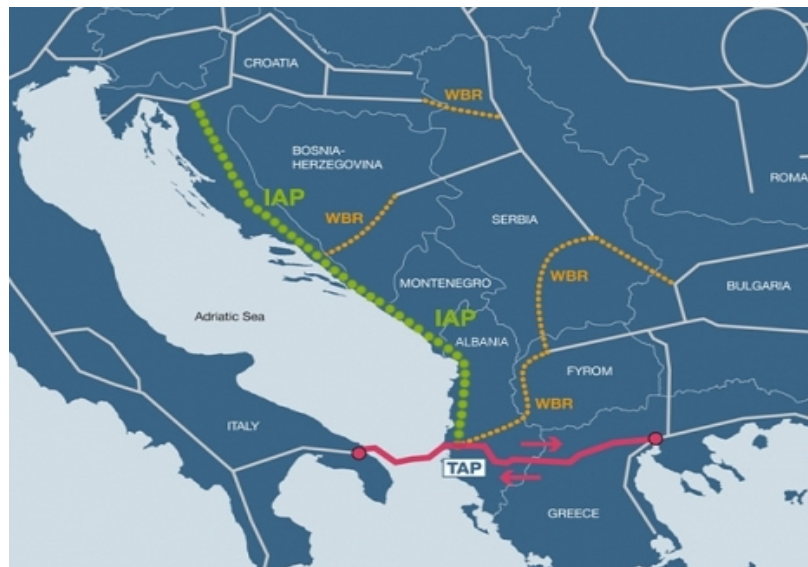 CROATIA
WBR
BOSNIA-
HERZEGOVINA
ROMA
IAP
WBR
SERBIA
WBR
MONTENEGRO
BULGARIA
Adriatic Sea
IAP
ALBANIA
FYROM
WBR
ITALY
TAP
GREECE